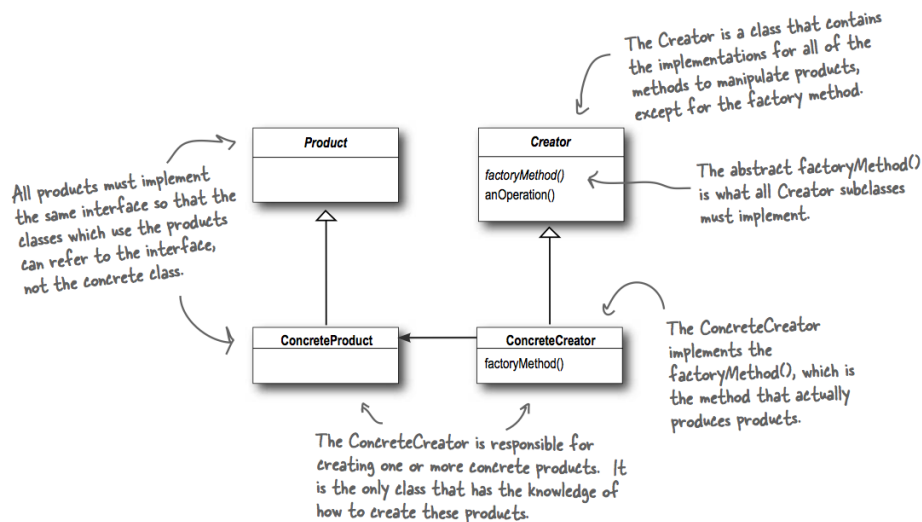 The Creator is a class that contains
the implementations for all of the
methods to manipulate products,
except for the factory method.
Product
Creator
factoryMethod()
anOperation()
All products must implement
the same interface so that the
classes which use the products
can refer to the interface,
not the concrete class.
The abstract factoryMethod()
is what all Creator subclasses
must implement.
ConcreteProduct
ConcreteCreator
factoryMethod()
The ConcreteCreator
implements the
factoryMethod(), which is
the method that actually
produces products.
The ConcreteCreator is responsible for
creating one or more concrete products. It
is the only class that has the knowledge of
how to create these products.